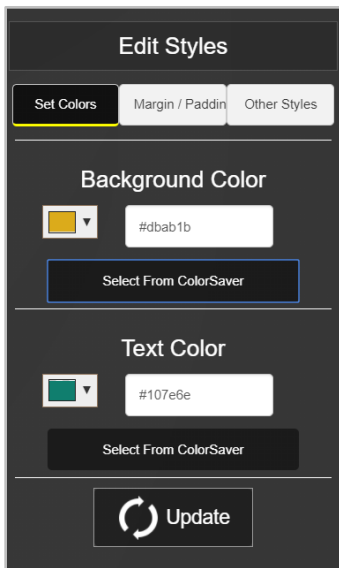 Edit Styles
Set Colors
Margin / Paddin
Other Styles
Background Color
#dbab1b
Select From ColorSaver
Text Color
#107e6e
Select From ColorSaver
Update